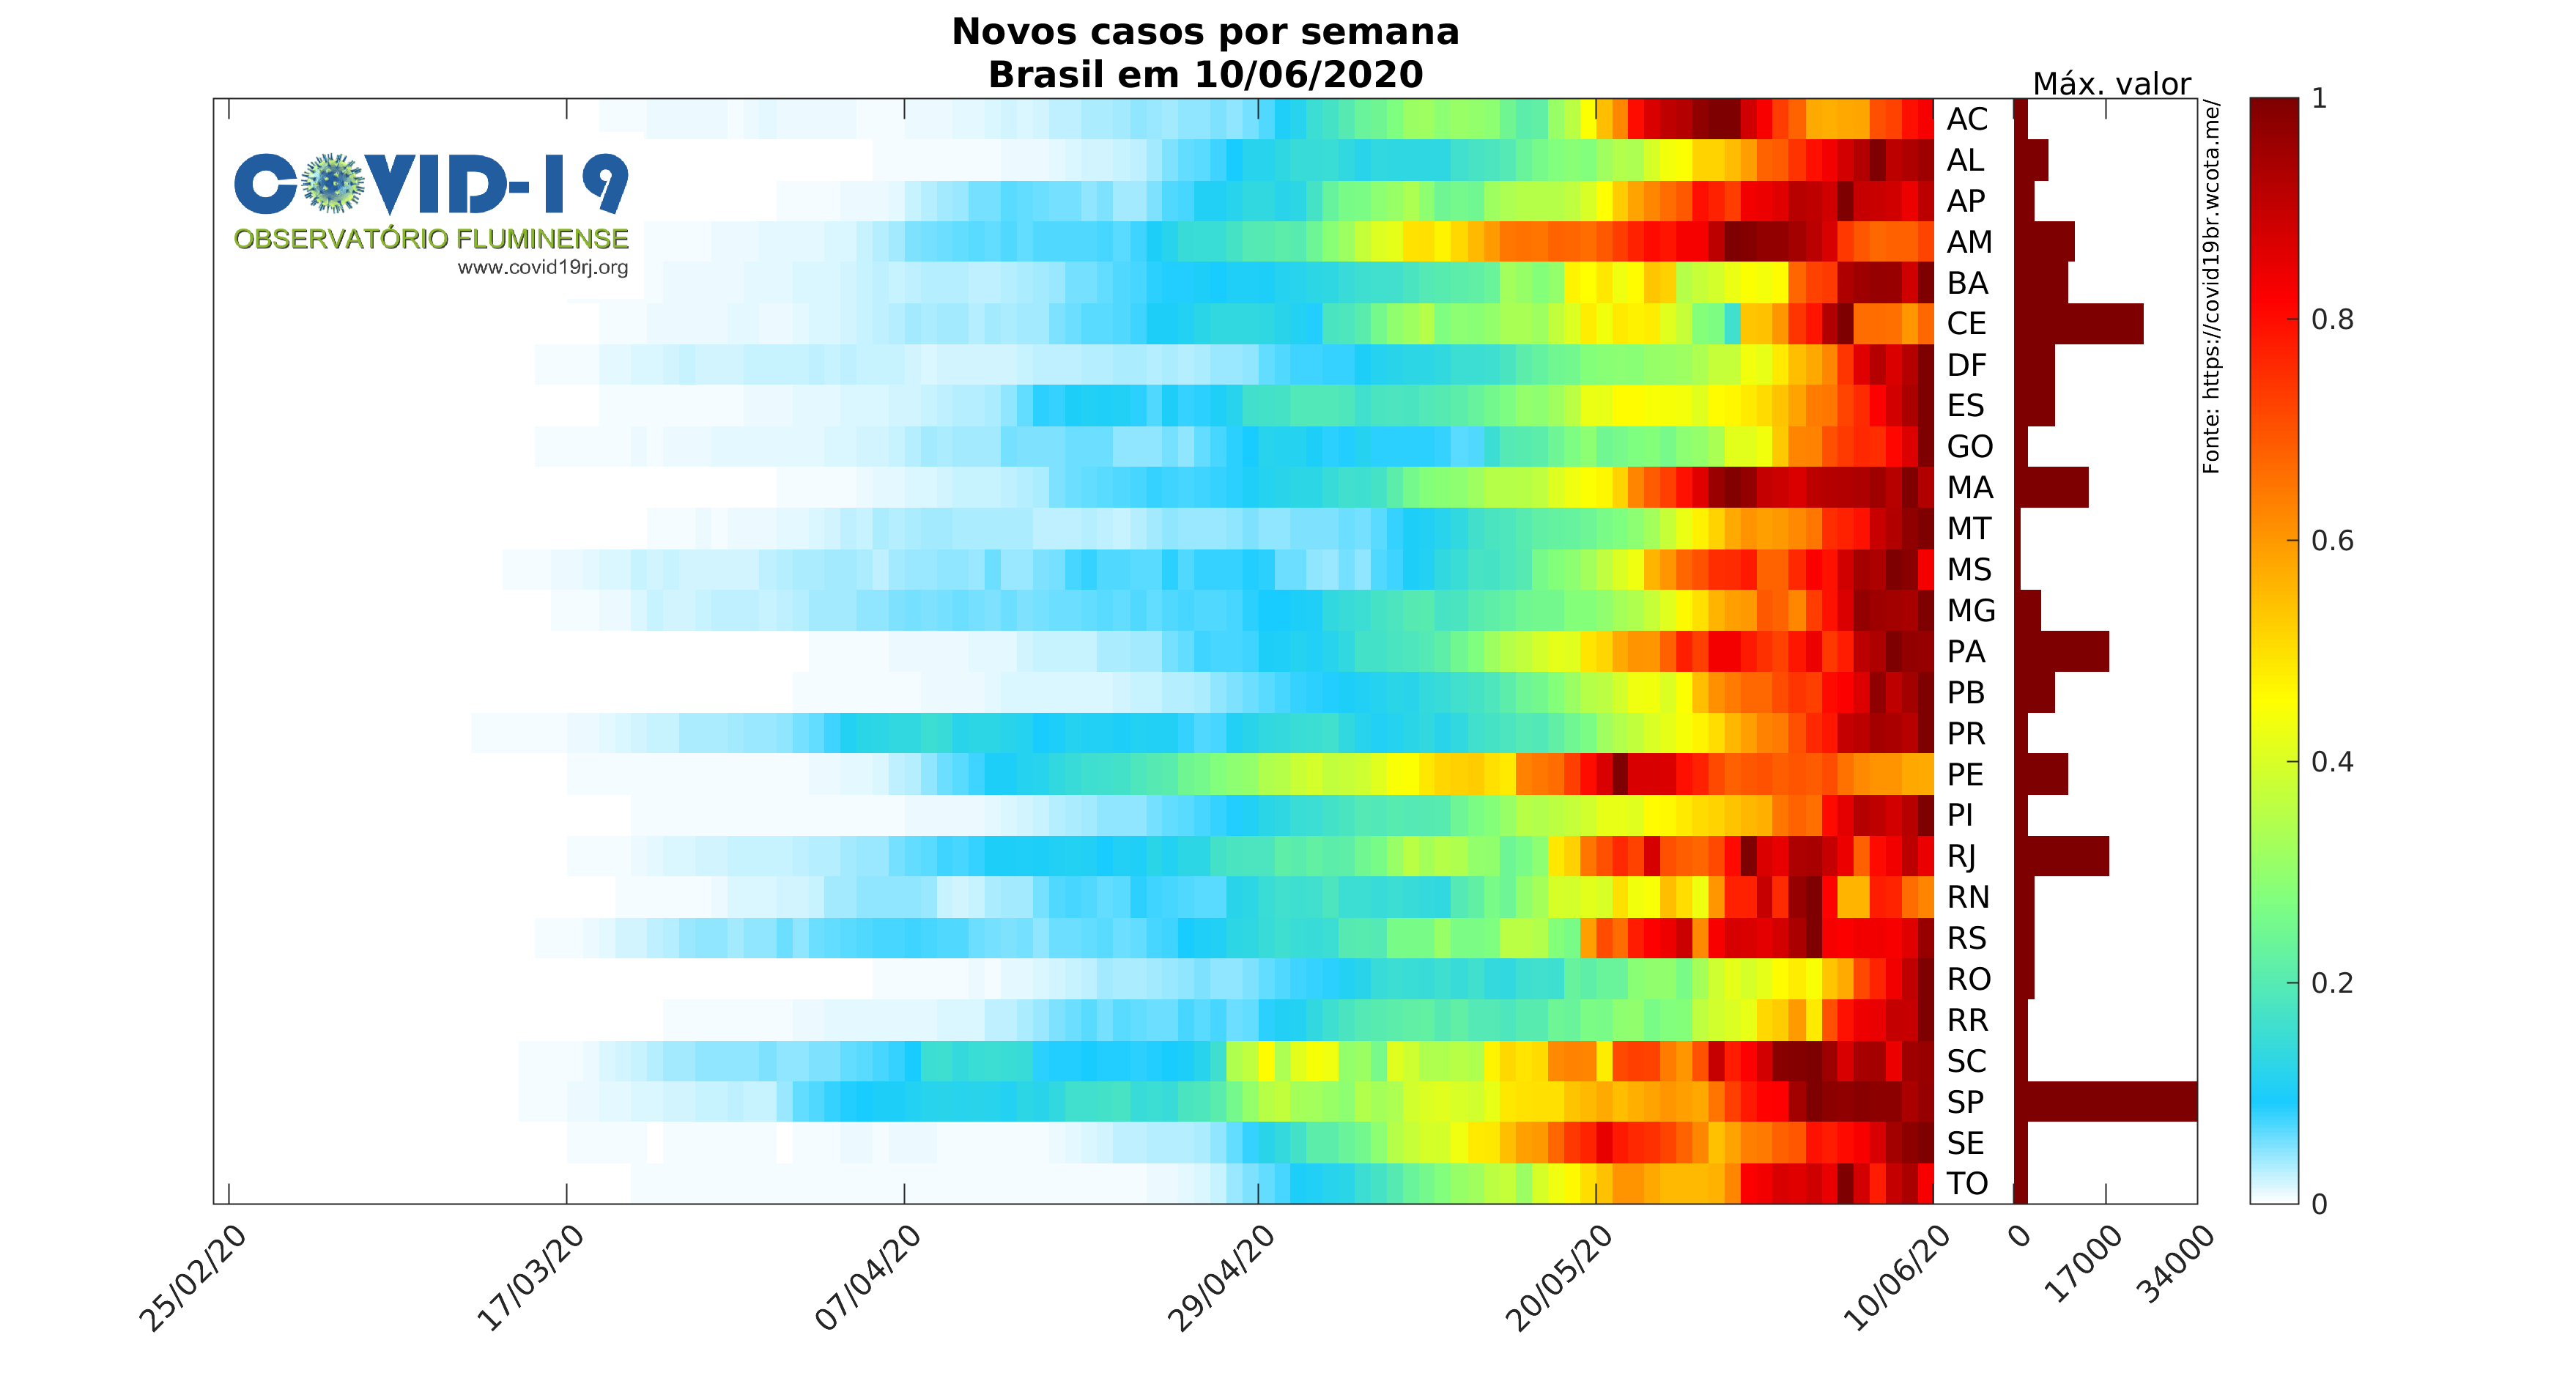 Novos casos por semana
Brasil em 10/06/2020
Máx. valor
COVID-19
OBSERVATÓRIO FLUMINENSE
www.covid19rj.org
AC
AL
AP
AM
BA
CE
DF
ES
GO
MA
MT
MS
MG
PA
PB
PR
PE
PI
RJ
RN
RS
RO
RR
SC
SP
SE
TO
Fonte: https://covid19br.wcota.me/
1
0.8
0.6
0.4
0.2
0
25/02/20
17/03/20
07/04/20
29/04/20
20/05/20
10/06/20
0
17000
34000